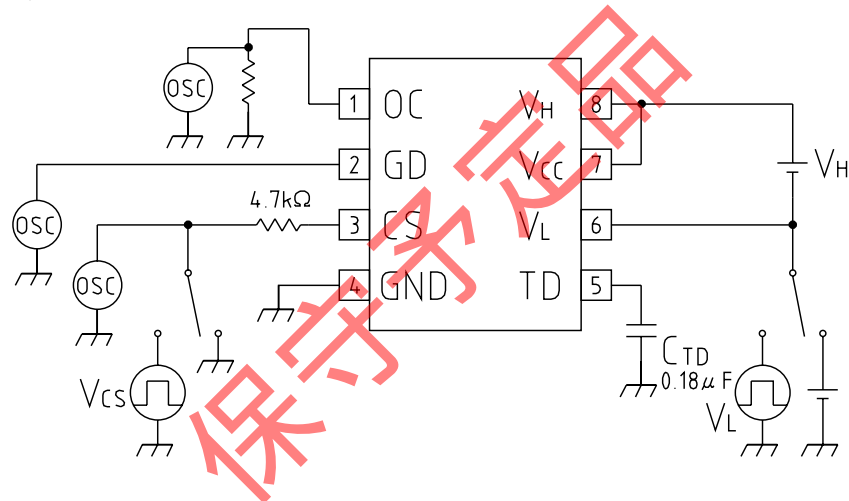 OSC
1 OC
2 GD
OSC
4.7kΩ
3 CS
OSC
4 GND
VCS
8 VH
7 VCC
6 VL
5 TD
VH
CTD
0.18μF
VL
保守予定品